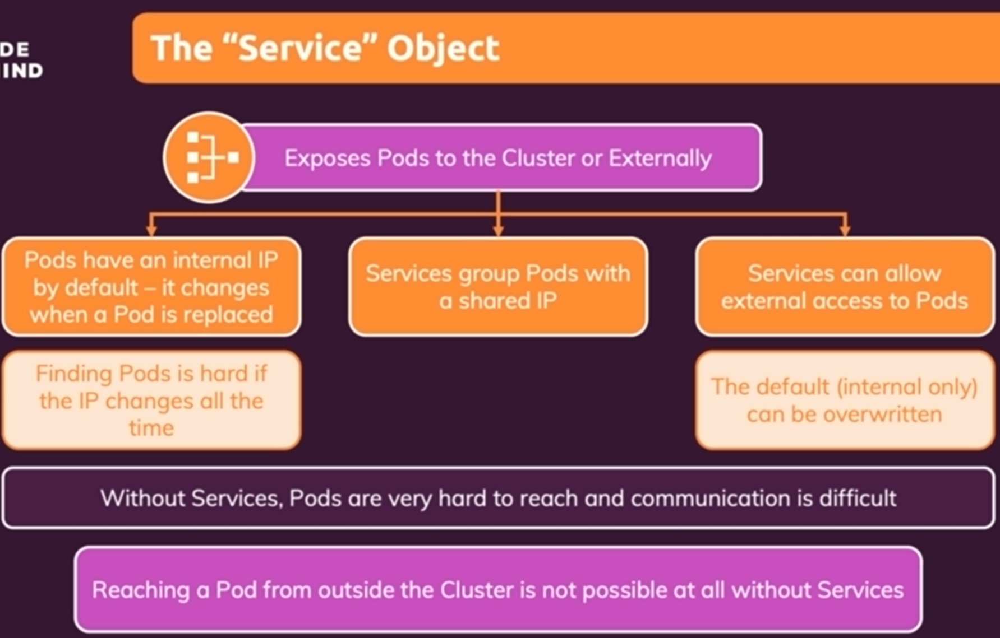 DE
IND
The “Service” Object
Exposes Pods to the Cluster or Externally
Pods have an internal IP
by default – it changes
when a Pod is replaced
Services group Pods with
a shared IP
Services can allow
external access to Pods
Finding Pods is hard if
the IP changes all the
time
The default (internal only)
can be overwritten
Without Services, Pods are very hard to reach and communication is difficult
Reaching a Pod from outside the Cluster is not possible at all without Services